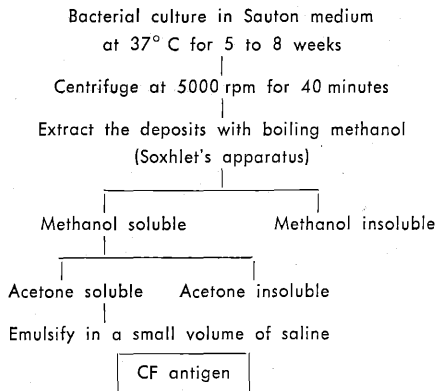 Bacterial culture in Sauton medium
at 37° C for 5 to 8 weeks
Centrifuge at 5000 rpm for 40 minutes
Extract the deposits with boiling methanol
(Soxhlet's apparatus)
Methanol soluble Methanol insoluble
Acetone soluble Acetone insoluble
Emulsify in a small volume of saline
CF antigen